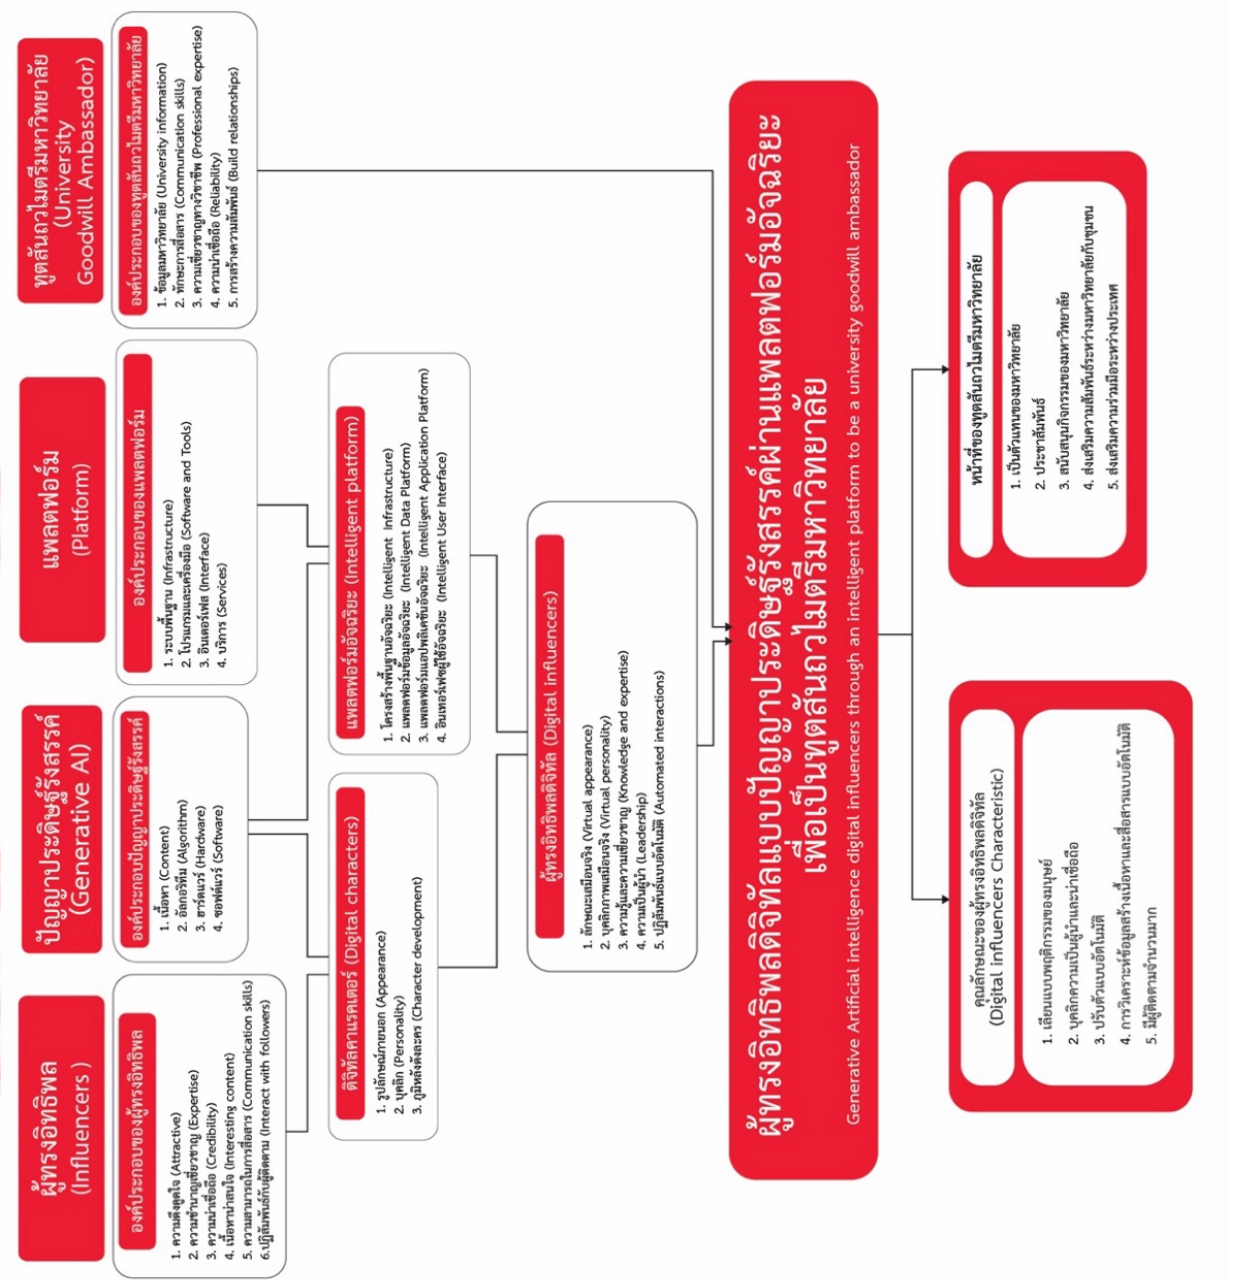 ผู้ทรงอิทธิพล
(Influencers )
องค์ประกอบของผู้ทรงอิทธิพล
1. ความดึงดูดใจ (Attractive)
2. ความชำนาญเชี่ยวชาญ (Expertise)
3. ความน่าเชื่อถือ (Credibility)
4. เนื้อหาน่าสนใจ (Interesting content)
5. ความสามารถในการสื่อสาร (Communication skills)
6.ปฏิสัมพันธ์กับผู้ติดตาม (Interact with followers)
ปัญญาประดิษฐ์รังสรรค์
(Generative AI)
องค์ประกอบปัญญาประดิษฐ์รังสรรค์
1. เนื้อหา (Content)
2. อัลกอริทึม (Algorithm)
3. ฮาร์ดแวร์ (Hardware)
4. ซอฟต์แวร์ (Software)
แพลตฟอร์ม
(Platform)
องค์ประกอบของแพลตฟอร์ม
1. ระบบพื้นฐาน (Infrastructure)
2. โปรแกรมและเครื่องมือ (Software and Tools)
3. อินเตอร์เฟส (Interface)
4. บริการ (Services)
ทูตสันถวไมตรีมหาวิทยาลัย
(University
Goodwill Ambassador)
องค์ประกอบของทูตสันถวไมตรีมหาวิทยาลัย
1. ข้อมูลมหาวิทยาลัย (University information)
2. ทักษะการสื่อสาร (Communication skills)
3. ความเชี่ยวชาญทางวิชาชีพ (Professional expertise)
4. ความน่าเชื่อถือ (Reliability)
5. การสร้างความสัมพันธ์ (Build relationships)
ดิจิทัลคาแรคเตอร์ (Digital characters)
1. รูปลักษณ์ภายนอก (Appearance)
2. บุคลิก (Personality)
3. ภูมิหลังตัวละคร (Character development)
แพลตฟอร์มอัจฉริยะ (Intelligent platform)
1. โครงสร้างพื้นฐานอัจฉริยะ (Intelligent Infrastructure)
2. แพลตฟอร์มข้อมูลอัจฉริยะ (Intelligent Data Platform)
3. แพลตฟอร์มแอปพลิเคชันอัจฉริยะ (Intelligent Application Platform)
4. อินเทอร์เฟซผู้ใช้อัจฉริยะ (Intelligent User Interface)
ผู้ทรงอิทธิพลดิจิทัล (Digital influencers)
1. ลักษณะเสมือนจริง (Virtual appearance)
2. บุคลิกภาพเสมือนจริง (Virtual personality)
3. ความรู้และความเชี่ยวชาญ (Knowledge and expertise)
4. ความเป็นผู้นำ (Leadership)
5. ปฏิสัมพันธ์แบบอัตโนมัติ (Automated interactions)
ผู้ทรงอิทธิพลดิจิทัลแบบปัญญาประดิษฐ์รังสรรค์ผ่านแพลตฟอร์มอัจฉริยะ
เพื่อเป็นทูตสันถวไมตรีมหาวิทยาลัย
Generative Artificial intelligence digital influencers through an intelligent platform to be a university goodwill ambassador
คุณลักษณะของผู้ทรงอิทธิพลดิจิทัล
(Digital influencers Characteristic)
1. เลียนแบบพฤติกรรมของมนุษย์
2. บุคลิกความเป็นผู้นำและน่าเชื่อถือ
3. ปรับตัวแบบอัตโนมัติ
4. การวิเคราะห์ข้อมูลสร้างเนื้อหาและสื่อสารแบบอัตโนมัติ
5. มีผู้ติดตามจำนวนมาก
หน้าที่ของทูตสันถวไมตรีมหาวิทยาลัย
1. เป็นตัวแทนของมหาวิทยาลัย
2. ประชาสัมพันธ์
3. สนับสนุนกิจกรรมของมหาวิทยาลัย
4. ส่งเสริมความสัมพันธ์ระหว่างมหาวิทยาลัยกับชุมชน
5. ส่งเสริมความร่วมมือระหว่างประเทศ